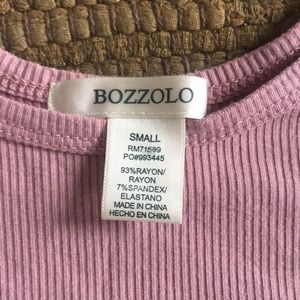 BOZZOLO
SMALL
RM71599
PO#993445
93%RAYON/
RAYON
7%SPANDEX/
ELASTANO
MADE IN CHINA
HECHO EN CHINA